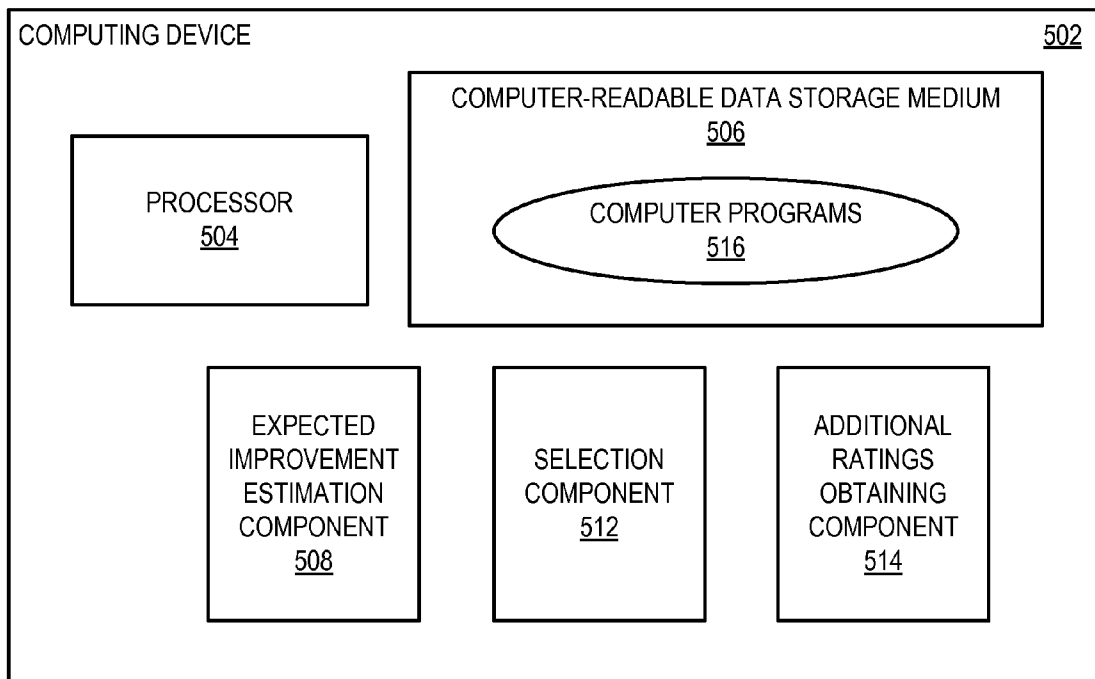 COMPUTING DEVICE
502
COMPUTER-READABLE DATA STORAGE MEDIUM
506
PROCESSOR
504
COMPUTER PROGRAMS
516
EXPECTED
IMPROVEMENT
ESTIMATION
COMPONENT
508
SELECTION
COMPONENT
512
ADDITIONAL
RATINGS
OBTAINING
COMPONENT
514